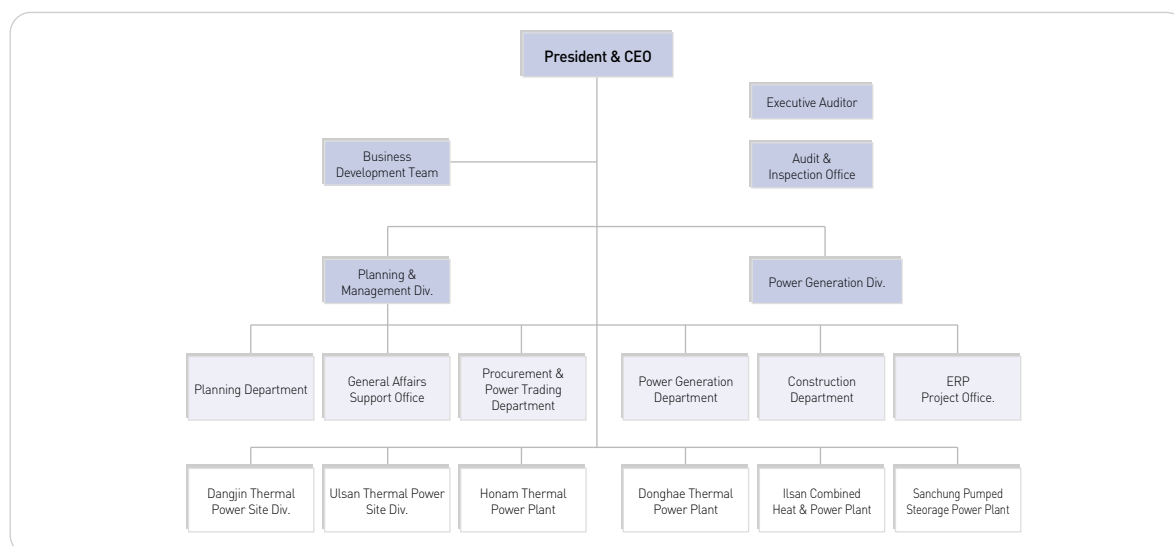 President & CEO
Executive Auditor
Business
Development Team
Audit &
Inspection Office
Planning &
Management Div.
Power Generation Div.
Planning Department
General Affairs
Support Office
Procurement &
Power Trading
Department
Power Generation
Department
Construction
Department
ERP
Project Office.
Dangjin Thermal
Power Site Div.
Ulsan Thermal Power
Site Div.
Honam Thermal
Power Plant
Donghae Thermal
Power Plant
Ilsan Combined
Heat & Power Plant
Sanchung Pumped
Steorage Power Plant